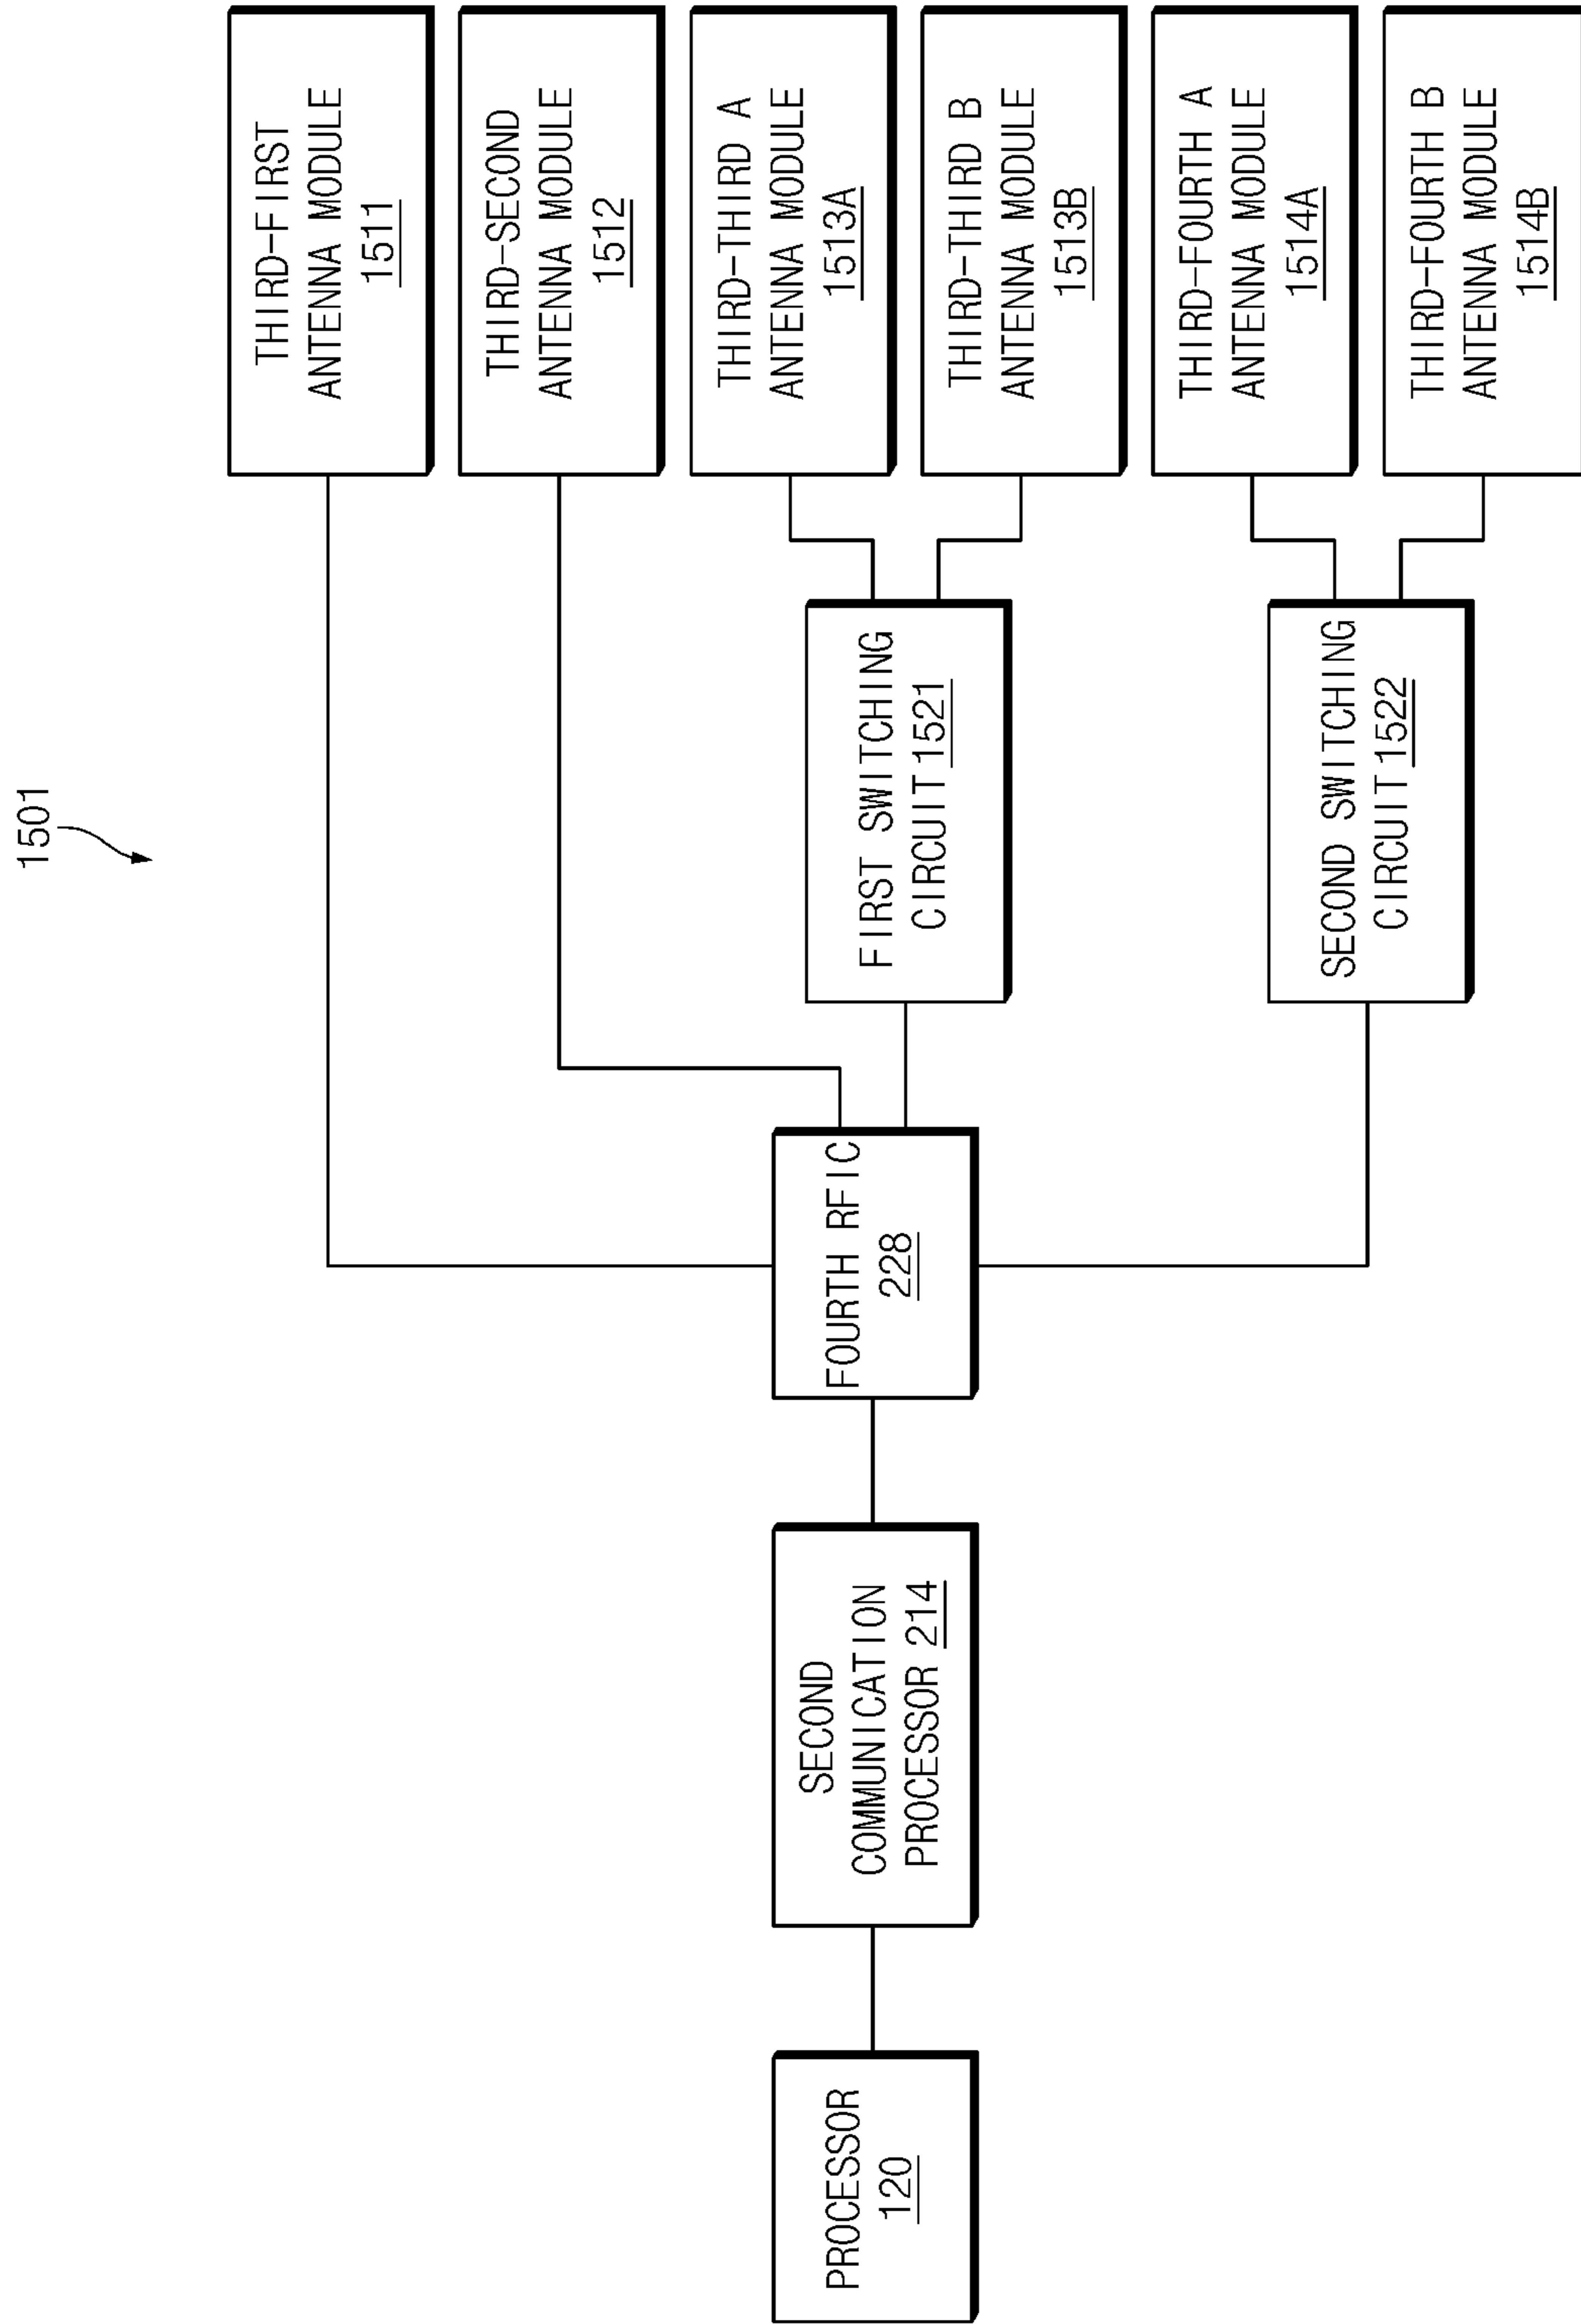 1501
PROCESSOR
120
SECOND
COMMUNICATION
PROCESSOR 214
FOURTH RFIC
228
FIRST SWITCHING
CIRCUIT 1521
SECOND SWITCHING
CIRCUIT 1522
THIRD-FIRST
ANTENNA MODULE
1511
THIRD-SECOND
ANTENNA MODULE
1512
THIRD-THIRD A
ANTENNA MODULE
1513A
THIRD-THIRD B
ANTENNA MODULE
1513B
THIRD-FOURTH A
ANTENNA MODULE
1514A
THIRD-FOURTH B
ANTENNA MODULE
1514B